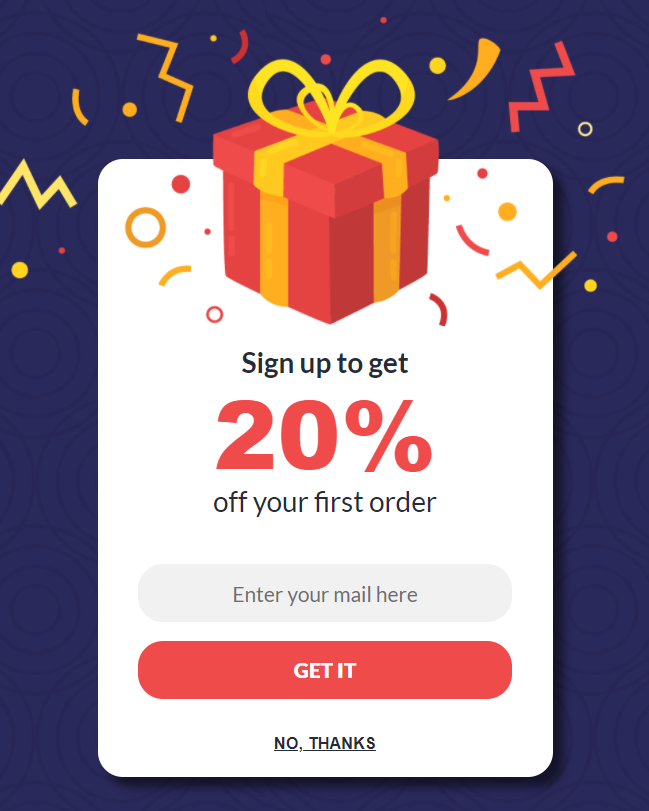 Sign up to get
20%
off your first order
Enter your mail here
GET IT
NO, THANKS